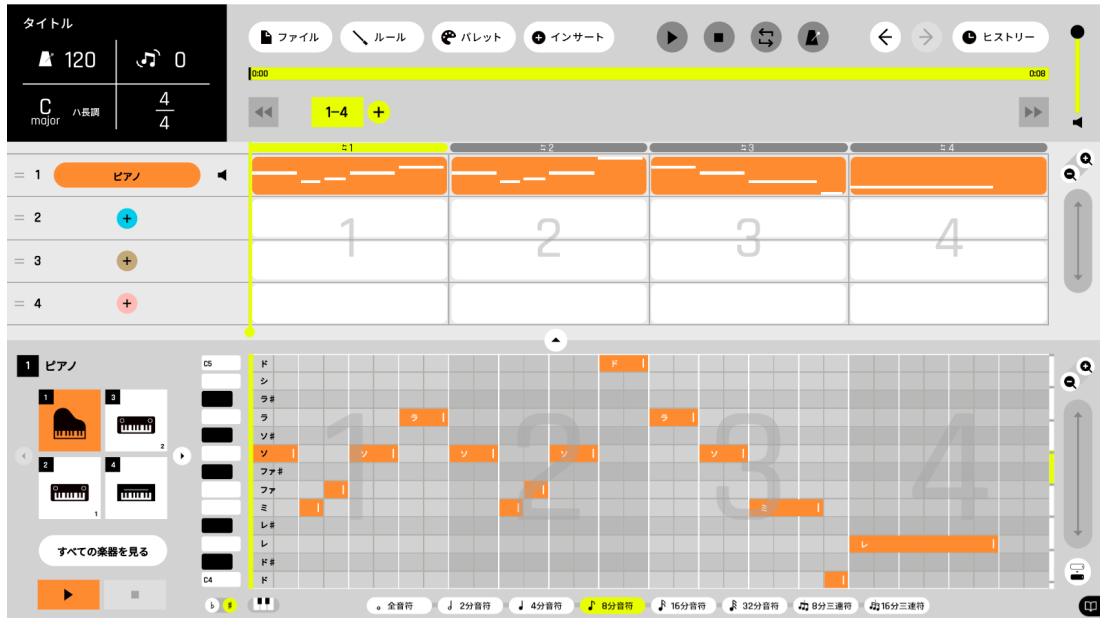 タイトル
ファイル ルール パレット インサート ヒストリー
120 0
0:00 0:08
C major ハ長調 4/4
1-4 +
1 2 3 4
1 ピアノ
2 +
3 +
4 +
1 2 3 4
1 ピアノ
1 3 2
2 4 1
すべての楽器を見る
C5 ド ド
シ
ラ#
ラ ラ ラ
ソ#
ソ ソ ソ ソ ソ
ファ#
ファ
ミ ミ
レ#
レ レ
ド#
C4 ド
1 2 3 4
♭ #
全音符 2分音符 4分音符 8分音符 16分音符 32分音符 8分三連符 16分三連符